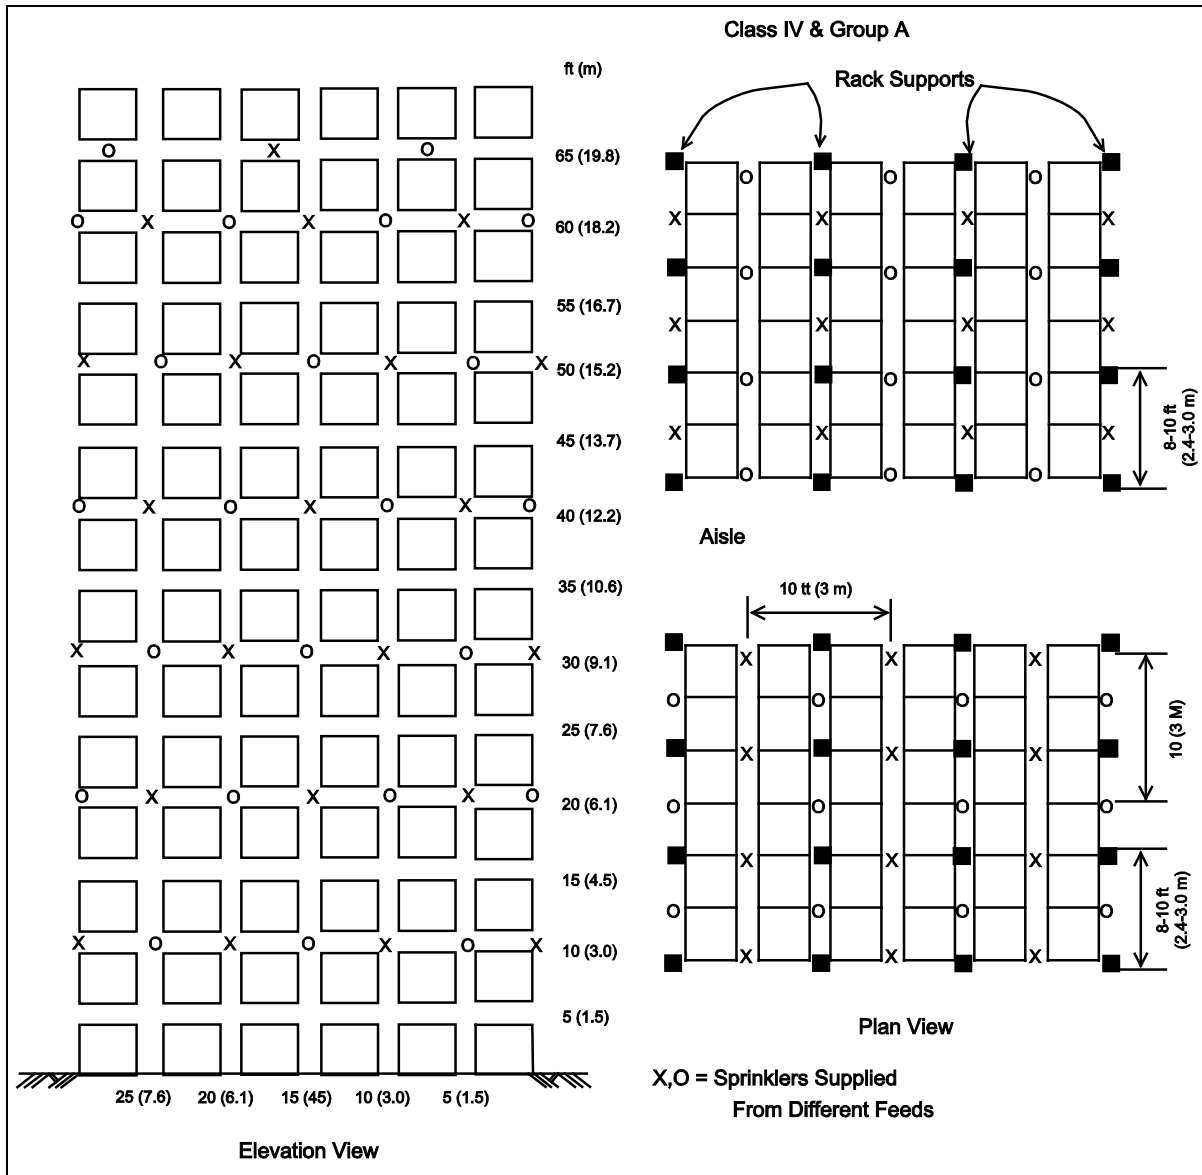 Class IV & Group A
ft (m)
Rack Supports
O X O
65 (19.8)
O X O X O X O
60 (18.2)
55 (16.7)
X O X O X O X
50 (15.2)
45 (13.7)
O X O X O X O
40 (12.2)
35 (10.6)
X O X O X O X
30 (9.1)
25 (7.6)
O X O X O X O
20 (6.1)
15 (4.5)
X O X O X O X
10 (3.0)
5 (1.5)
25 (7.6) 20 (6.1) 15 (45) 10 (3.0) 5 (1.5)
Elevation View
O O O
X X X X
O O O
X X X X
O O O
X X X X
O O O
8-10 ft
(2.4-3.0 m)
Aisle
10 tt (3 m)
X X X
O O O O
X X X
O O O O
X X X
O O O O
X X X
10 (3 M)
8-10 ft
(2.4-3.0 m)
Plan View
X,O = Sprinklers Supplied
From Different Feeds